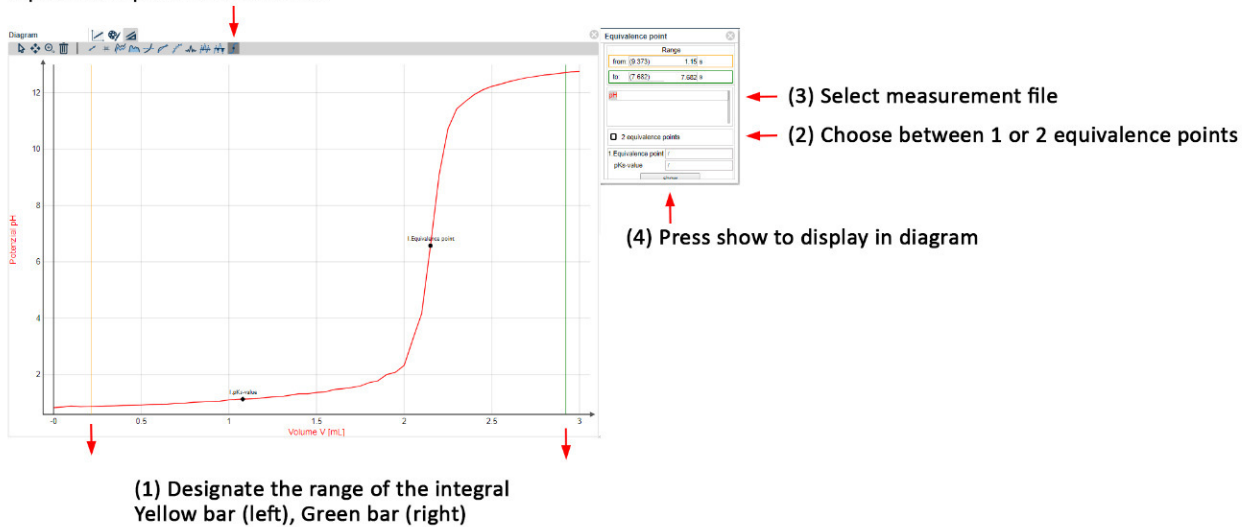 Diagram
Equivalence point
Range
from (9.373) 1.15 s
to (7.682) 7.682 s
pH
(3) Select measurement file
2 equivalence points
(2) Choose between 1 or 2 equivalence points
1 Equivalence point /
pKs-value /
show
(4) Press show to display in diagram
Potenzial pH
12
10
8
6
4
2
1.Equivalence point
1.pKs-value
-0
0.5
1
1.5
2
2.5
3
Volume V [mL]
(1) Designate the range of the integral
Yellow bar (left), Green bar (right)